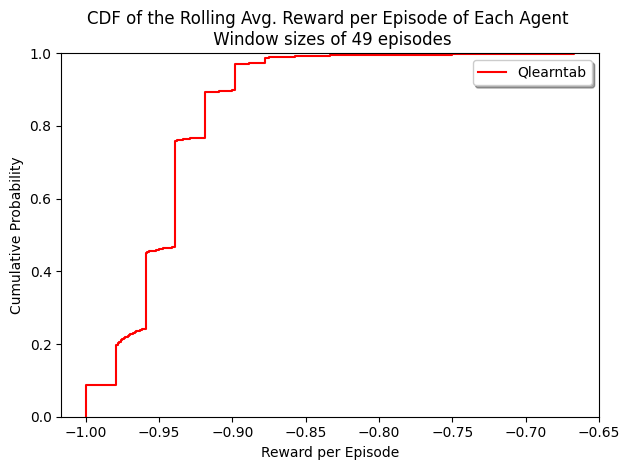 CDF of the Rolling Avg. Reward per Episode of Each Agent
Window sizes of 49 episodes
Qlearntab
Cumulative Probability
1.0
0.8
0.6
0.4
0.2
0.0
−1.00 −0.95 −0.90 −0.85 −0.80 −0.75 −0.70 −0.65
Reward per Episode